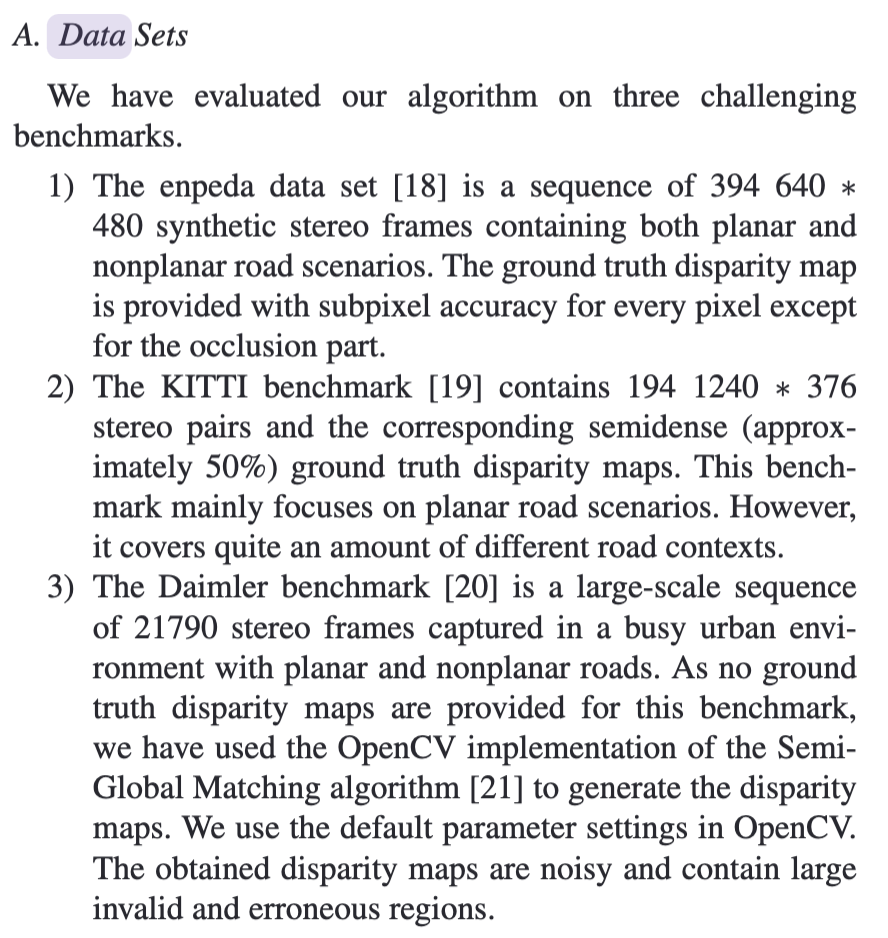 A. Data Sets
We have evaluated our algorithm on three challenging
benchmarks.
1) The enpeda data set [18] is a sequence of 394 640 *
480 synthetic stereo frames containing both planar and
nonplanar road scenarios. The ground truth disparity map
is provided with subpixel accuracy for every pixel except
for the occlusion part.
2) The KITTI benchmark [19] contains 194 1240 * 376
stereo pairs and the corresponding semidense (approx-
imately 50%) ground truth disparity maps. This bench-
mark mainly focuses on planar road scenarios. However,
it covers quite an amount of different road contexts.
3) The Daimler benchmark [20] is a large-scale sequence
of 21790 stereo frames captured in a busy urban envi-
ronment with planar and nonplanar roads. As no ground
truth disparity maps are provided for this benchmark,
we have used the OpenCV implementation of the Semi-
Global Matching algorithm [21] to generate the disparity
maps. We use the default parameter settings in OpenCV.
The obtained disparity maps are noisy and contain large
invalid and erroneous regions.